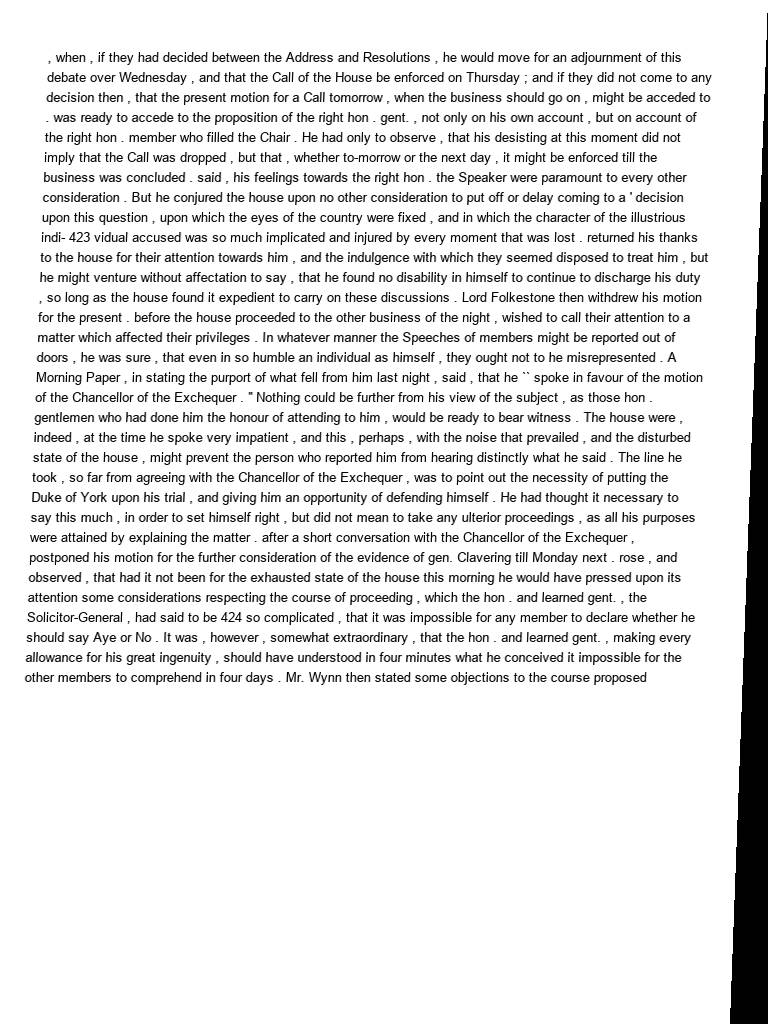 , when , if they had decided between the Address and Resolutions , he would move for an adjournment of this
debate over Wednesday , and that the Call of the House be enforced on Thursday ; and if they did not come to any
decision then , that the present motion for a Call tomorrow , when the business should go on , might be acceded to
. was ready to accede to the proposition of the right hon . gent. , not only on his own account , but on account of
the right hon . member who filled the Chair . He had only to observe , that his desisting at this moment did not
imply that the Call was dropped , but that , whether to-morrow or the next day , it might be enforced till the
business was concluded . said , his feelings towards the right hon . the Speaker were paramount to every other
consideration . But he conjured the house upon no other consideration to put off or delay coming to a ' decision
upon this question , upon which the eyes of the country were fixed , and in which the character of the illustrious
indi- 423 vidual accused was so much implicated and injured by every moment that was lost . returned his thanks
to the house for their attention towards him , and the indulgence with which they seemed disposed to treat him , but
he might venture without affectation to say , that he found no disability in himself to continue to discharge his duty
, so long as the house found it expedient to carry on these discussions . Lord Folkestone then withdrew his motion
for the present . before the house proceeded to the other business of the night , wished to call their attention to a
matter which affected their privileges . In whatever manner the Speeches of members might be reported out of
doors , he was sure , that even in so humble an individual as himself , they ought not to he misrepresented . A
Morning Paper , in stating the purport of what fell from him last night , said , that he `` spoke in favour of the motion
of the Chancellor of the Exchequer . '' Nothing could be further from his view of the subject , as those hon .
gentlemen who had done him the honour of attending to him , would be ready to bear witness . The house were ,
indeed , at the time he spoke very impatient , and this , perhaps , with the noise that prevailed , and the disturbed
state of the house , might prevent the person who reported him from hearing distinctly what he said . The line he
took , so far from agreeing with the Chancellor of the Exchequer , was to point out the necessity of putting the
Duke of York upon his trial , and giving him an opportunity of defending himself . He had thought it necessary to
say this much , in order to set himself right , but did not mean to take any ulterior proceedings , as all his purposes
were attained by explaining the matter . after a short conversation with the Chancellor of the Exchequer ,
postponed his motion for the further consideration of the evidence of gen. Clavering till Monday next . rose , and
observed , that had it not been for the exhausted state of the house this morning he would have pressed upon its
attention some considerations respecting the course of proceeding , which the hon . and learned gent. , the
Solicitor-General , had said to be 424 so complicated , that it was impossible for any member to declare whether he
should say Aye or No . It was , however , somewhat extraordinary , that the hon . and learned gent. , making every
allowance for his great ingenuity , should have understood in four minutes what he conceived it impossible for the
other members to comprehend in four days . Mr. Wynn then stated some objections to the course proposed